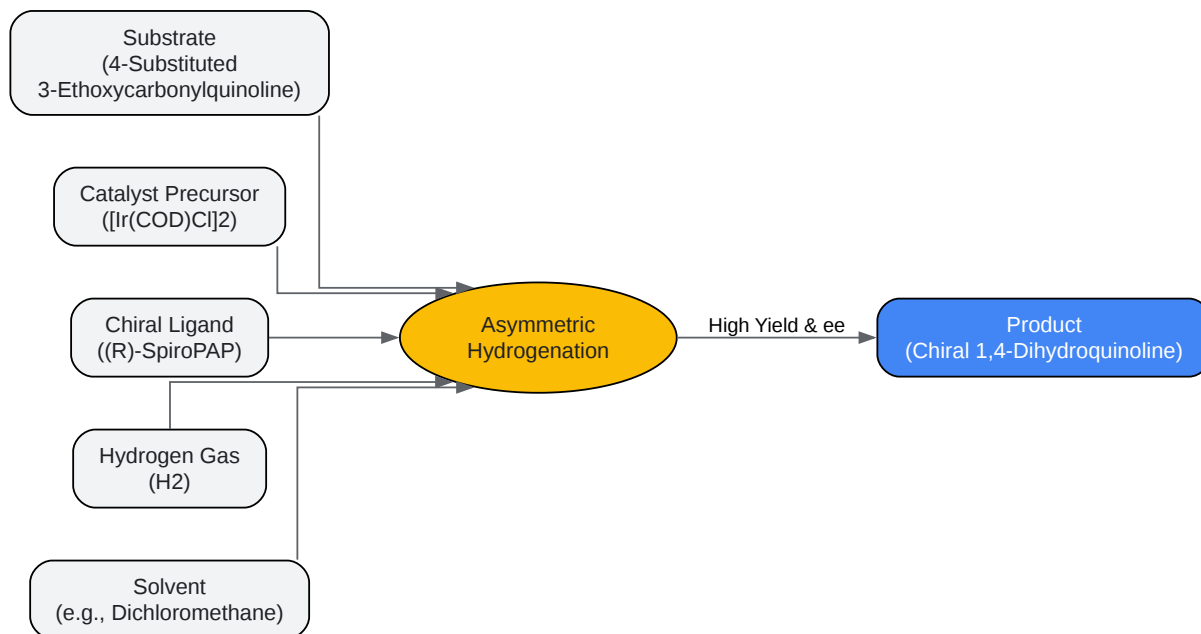 Substrate
(4-Substituted
3-Ethoxycarbonylquinoline)
Catalyst Precursor
([Ir(COD)Cl]2)
Chiral Ligand
((R)-SpiroPAP)
Hydrogen Gas
(H2)
Solvent
(e.g., Dichloromethane)
Asymmetric
Hydrogenation
High Yield & ee
Product
(Chiral 1,4-Dihydroquinoline)